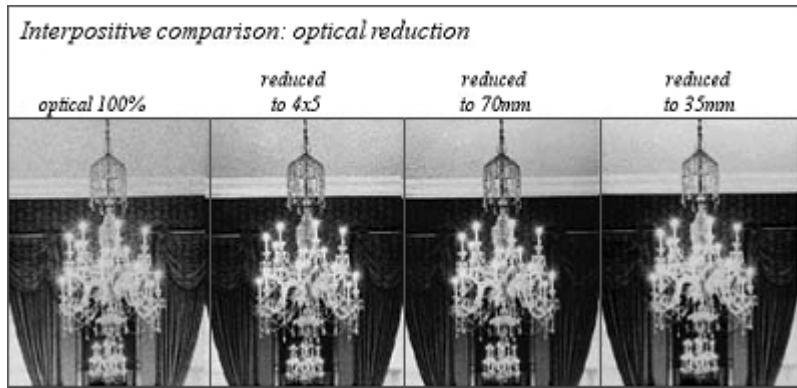 Interpositive comparison: optical reduction
optical 100%
reduced
to 4x5
reduced
to 70mm
reduced
to 35mm